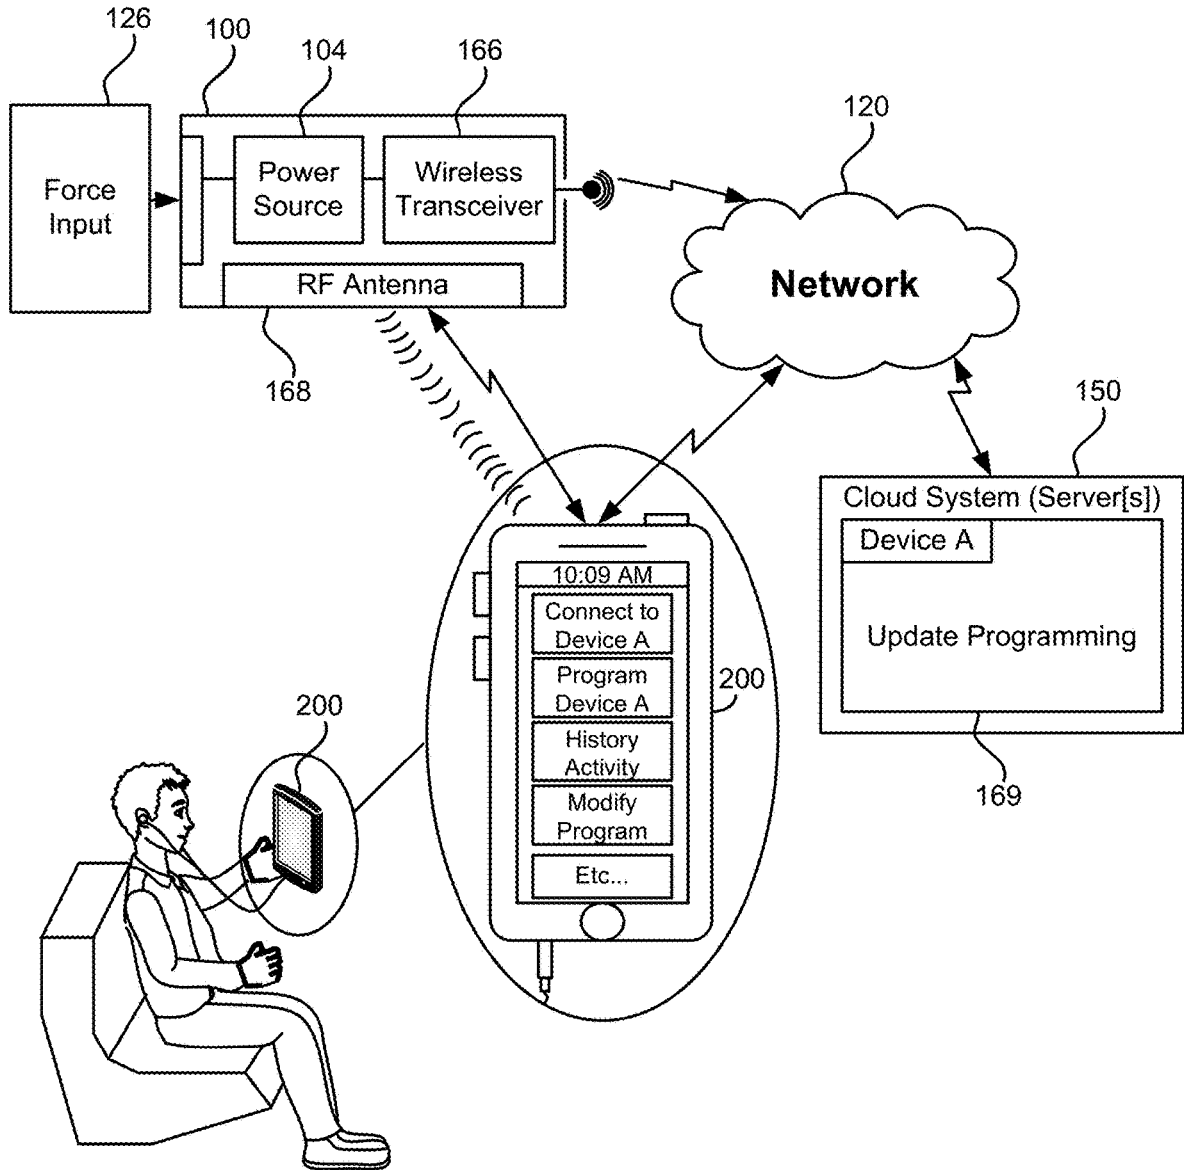 126
100
104
166
120
Force
Input
Power
Source
Wireless
Transceiver
RF Antenna
168
Network
150
Cloud System (Server[s])
Device A
Update Programming
169
10:09 AM
Connect to
Device A
Program
Device A
History
Activity
Modify
Program
Etc...
200
200